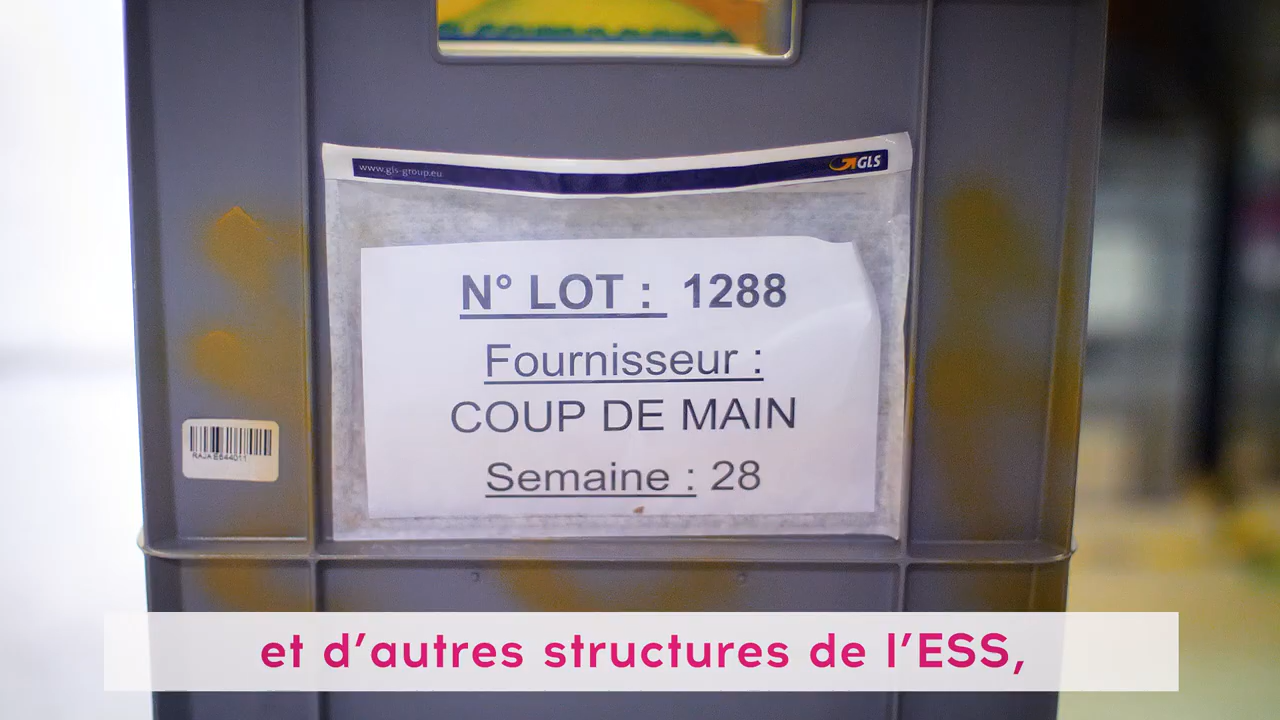 www.gls-group.eu
GLS
N° LOT : 1288
Fournisseur :
COUP DE MAIN
Semaine : 28
et d’autres structures de l’ESS,